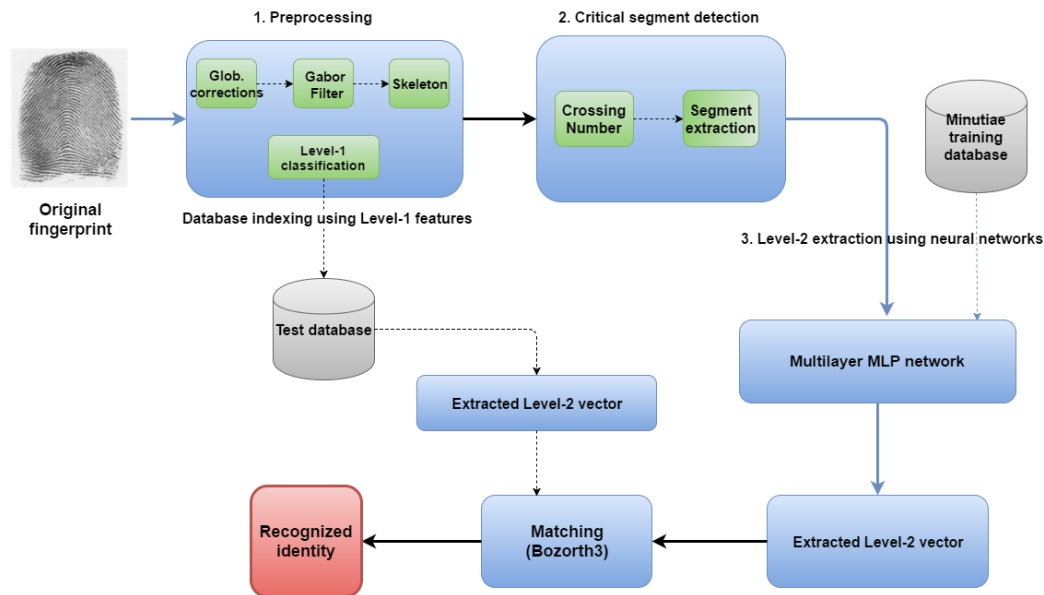 1. Preprocessing
2. Critical segment detection
Glob.
corrections
Gabor
Filter
Skeleton
Level-1
classification
Crossing
Number
Segment
extraction
Minutiae
training
database
Original
fingerprint
Database indexing using Level-1 features
3. Level-2 extraction using neural networks
Test database
Multilayer MLP network
Extracted Level-2 vector
Recognized
identity
Matching
(Bozorth3)
Extracted Level-2 vector